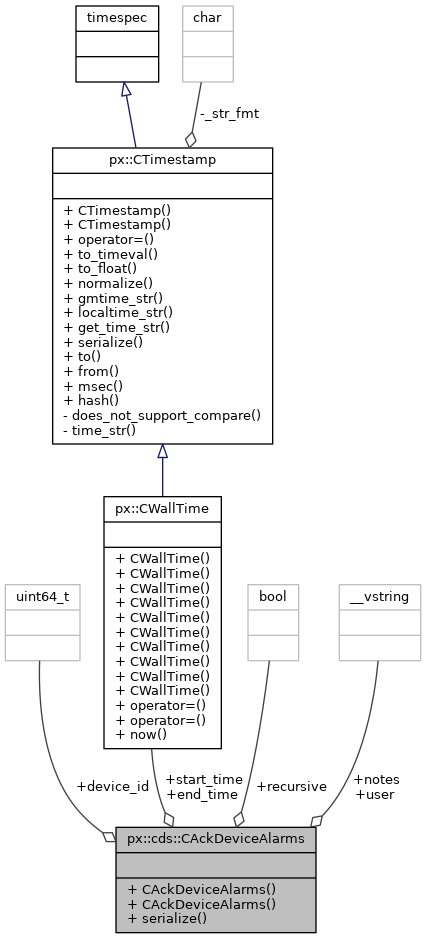 timespec
char
-_str_fmt
px::CTimestamp
+ CTimestamp()
+ CTimestamp()
+ operator=()
+ to_timeval()
+ to_float()
+ normalize()
+ gmtime_str()
+ localtime_str()
+ get_time_str()
+ serialize()
+ to()
+ from()
+ msec()
+ hash()
- does_not_support_compare()
- time_str()
px::CWallTime
+ CWallTime()
+ CWallTime()
+ CWallTime()
+ CWallTime()
+ CWallTime()
+ CWallTime()
+ CWallTime()
+ CWallTime()
+ CWallTime()
+ CWallTime()
+ operator=()
+ operator=()
+ now()
uint64_t
bool
__vstring
+device_id
+start_time
+end_time
+recursive
+notes
+user
px::cds::CAckDeviceAlarms
+ CAckDeviceAlarms()
+ CAckDeviceAlarms()
+ serialize()